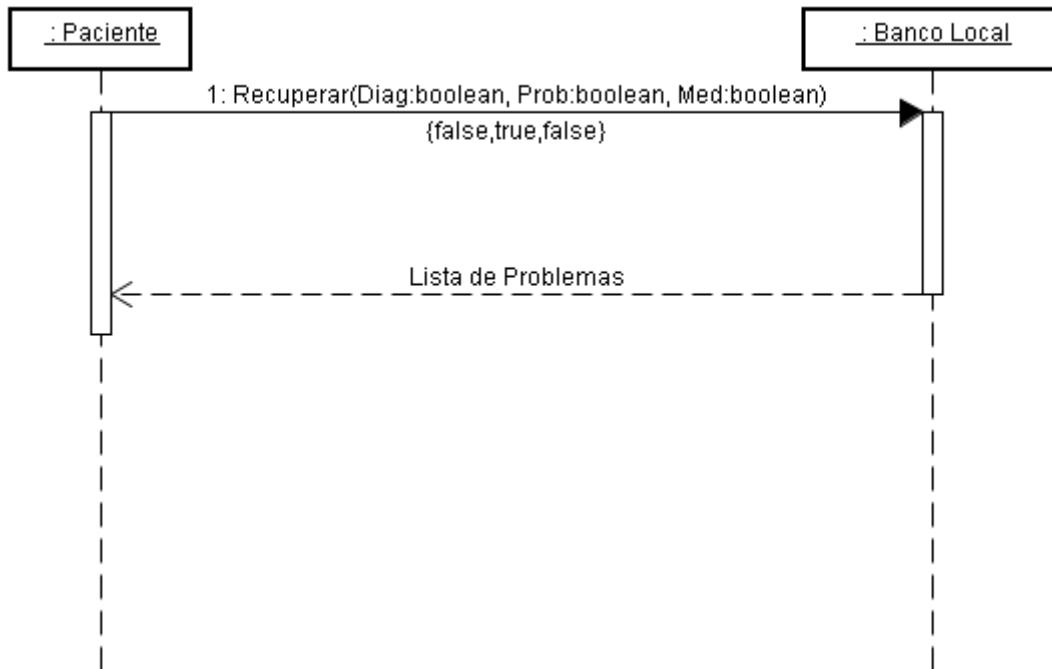 : Paciente
: Banco Local
1: Recuperar(Diag:boolean, Prob:boolean, Med:boolean)
{false,true,false}
Lista de Problemas